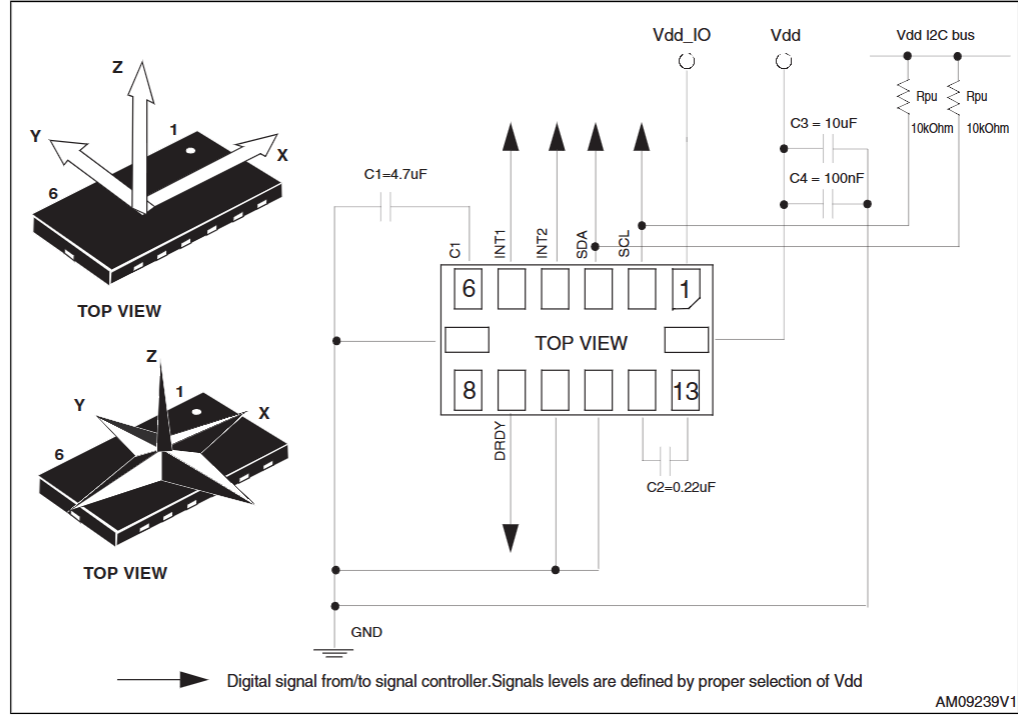 Z
Y
1
X
6
TOP VIEW
Z
Y
1
X
6
TOP VIEW
Vdd_IO
Vdd
Vdd I2C bus
Rpu
Rpu
10kOhm
10kOhm
C3 = 10uF
C4 = 100nF
C1=4.7uF
C1
INT1
INT2
SDA
SCL
6
1
TOP VIEW
8
13
DRDY
C2=0.22uF
GND
Digital signal from/to signal controller.Signals levels are defined by proper selection of Vdd
AM09239V1